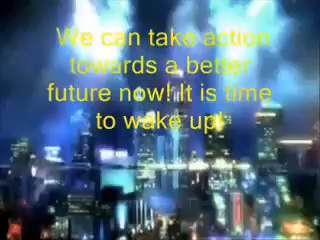 We can take action
towards a better
future now! It is time
to wake up!